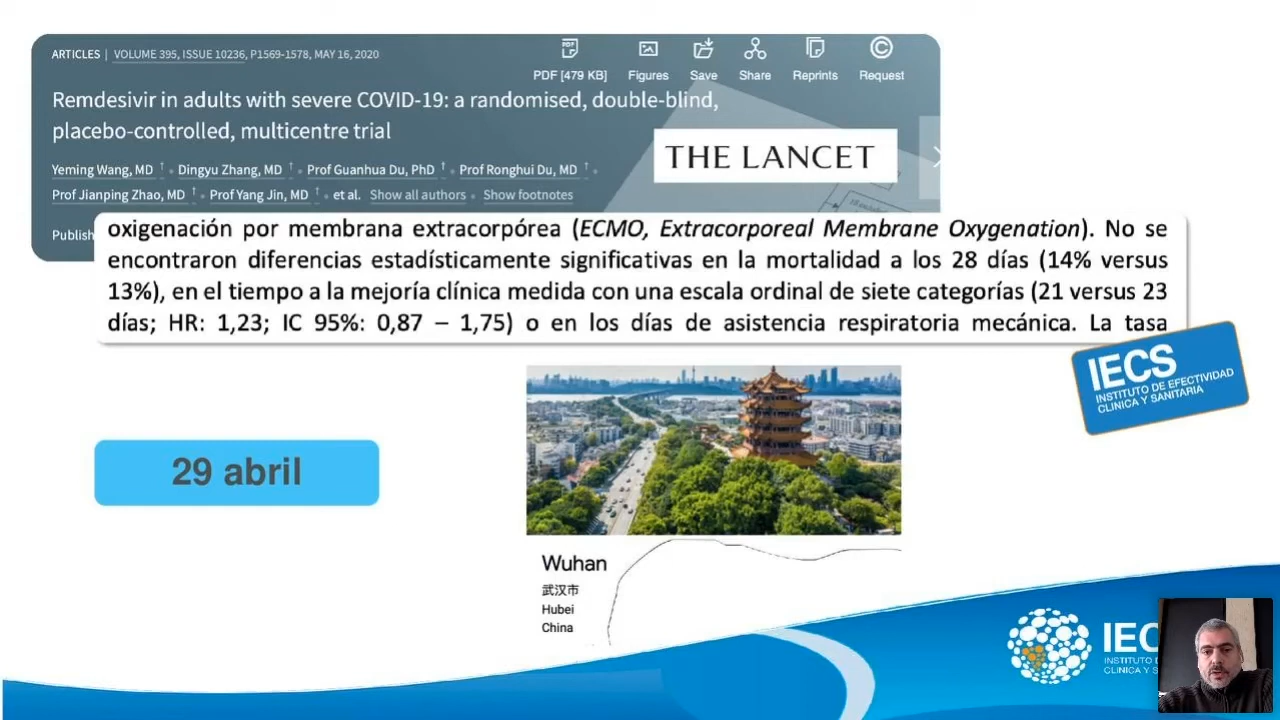 ARTICLES | VOLUME 395, ISSUE 10236, P1569-1578, MAY 16, 2020
PDF [479 KB] Figures Save Share Reprints Request
Remdesivir in adults with severe COVID-19: a randomised, double-blind,
placebo-controlled, multicentre trial
THE LANCET
Yeming Wang, MD † • Dingyu Zhang, MD † • Prof Guanhua Du, PhD † • Prof Ronghui Du, MD † •
Prof Jianping Zhao, MD † • Prof Yang Jin, MD † • et al. Show all authors • Show footnotes
Publish
oxigenación por membrana extracorpórea (ECMO, Extracorporeal Membrane Oxygenation). No se
encontraron diferencias estadísticamente significativas en la mortalidad a los 28 días (14% versus
13%), en el tiempo a la mejoría clínica medida con una escala ordinal de siete categorías (21 versus 23
días; HR: 1,23; IC 95%: 0,87 – 1,75) o en los días de asistencia respiratoria mecánica. La tasa
IECS
INSTITUTO DE EFECTIVIDAD
CLINICA Y SANITARIA
29 abril
Wuhan
武汉市
Hubei
China
IEC
INSTITUTO
CLINICA Y S